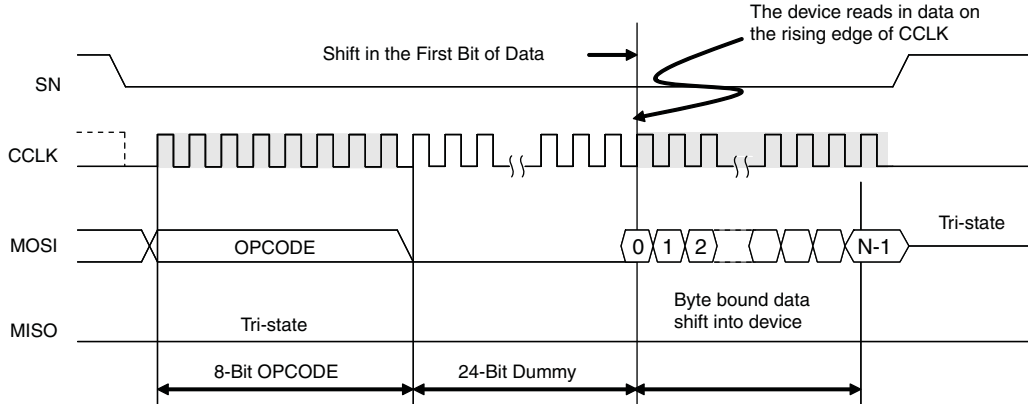 The device reads in data on
the rising edge of CCLK
Shift in the First Bit of Data
SN
CCLK
MOSI
OPCODE
0 1 2
N-1
Tri-state
Byte bound data
shift into device
MISO
Tri-state
8-Bit OPCODE
24-Bit Dummy